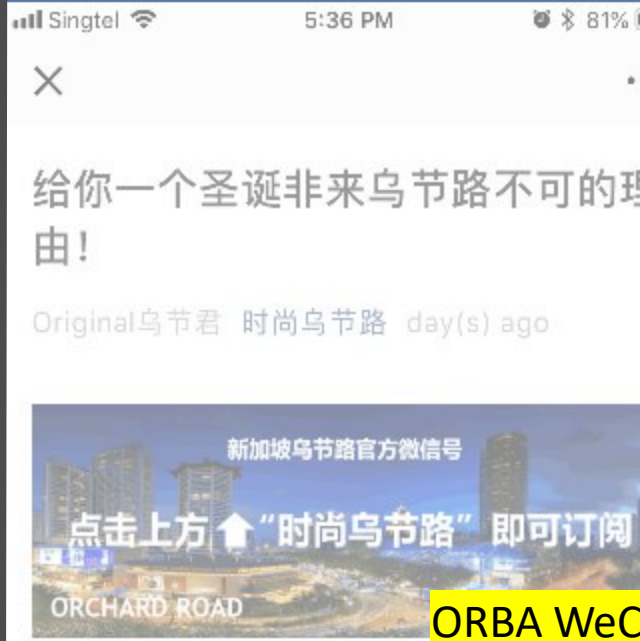 Singtel 5:36 PM 81%
给你一个圣诞非来乌节路不可的理
由!
Original乌节君 时尚乌节路 day(s) ago
新加坡乌节路官方微信号
点击上方“时尚乌节路”即可订阅
ORCHARD ROAD
ORBA WeC